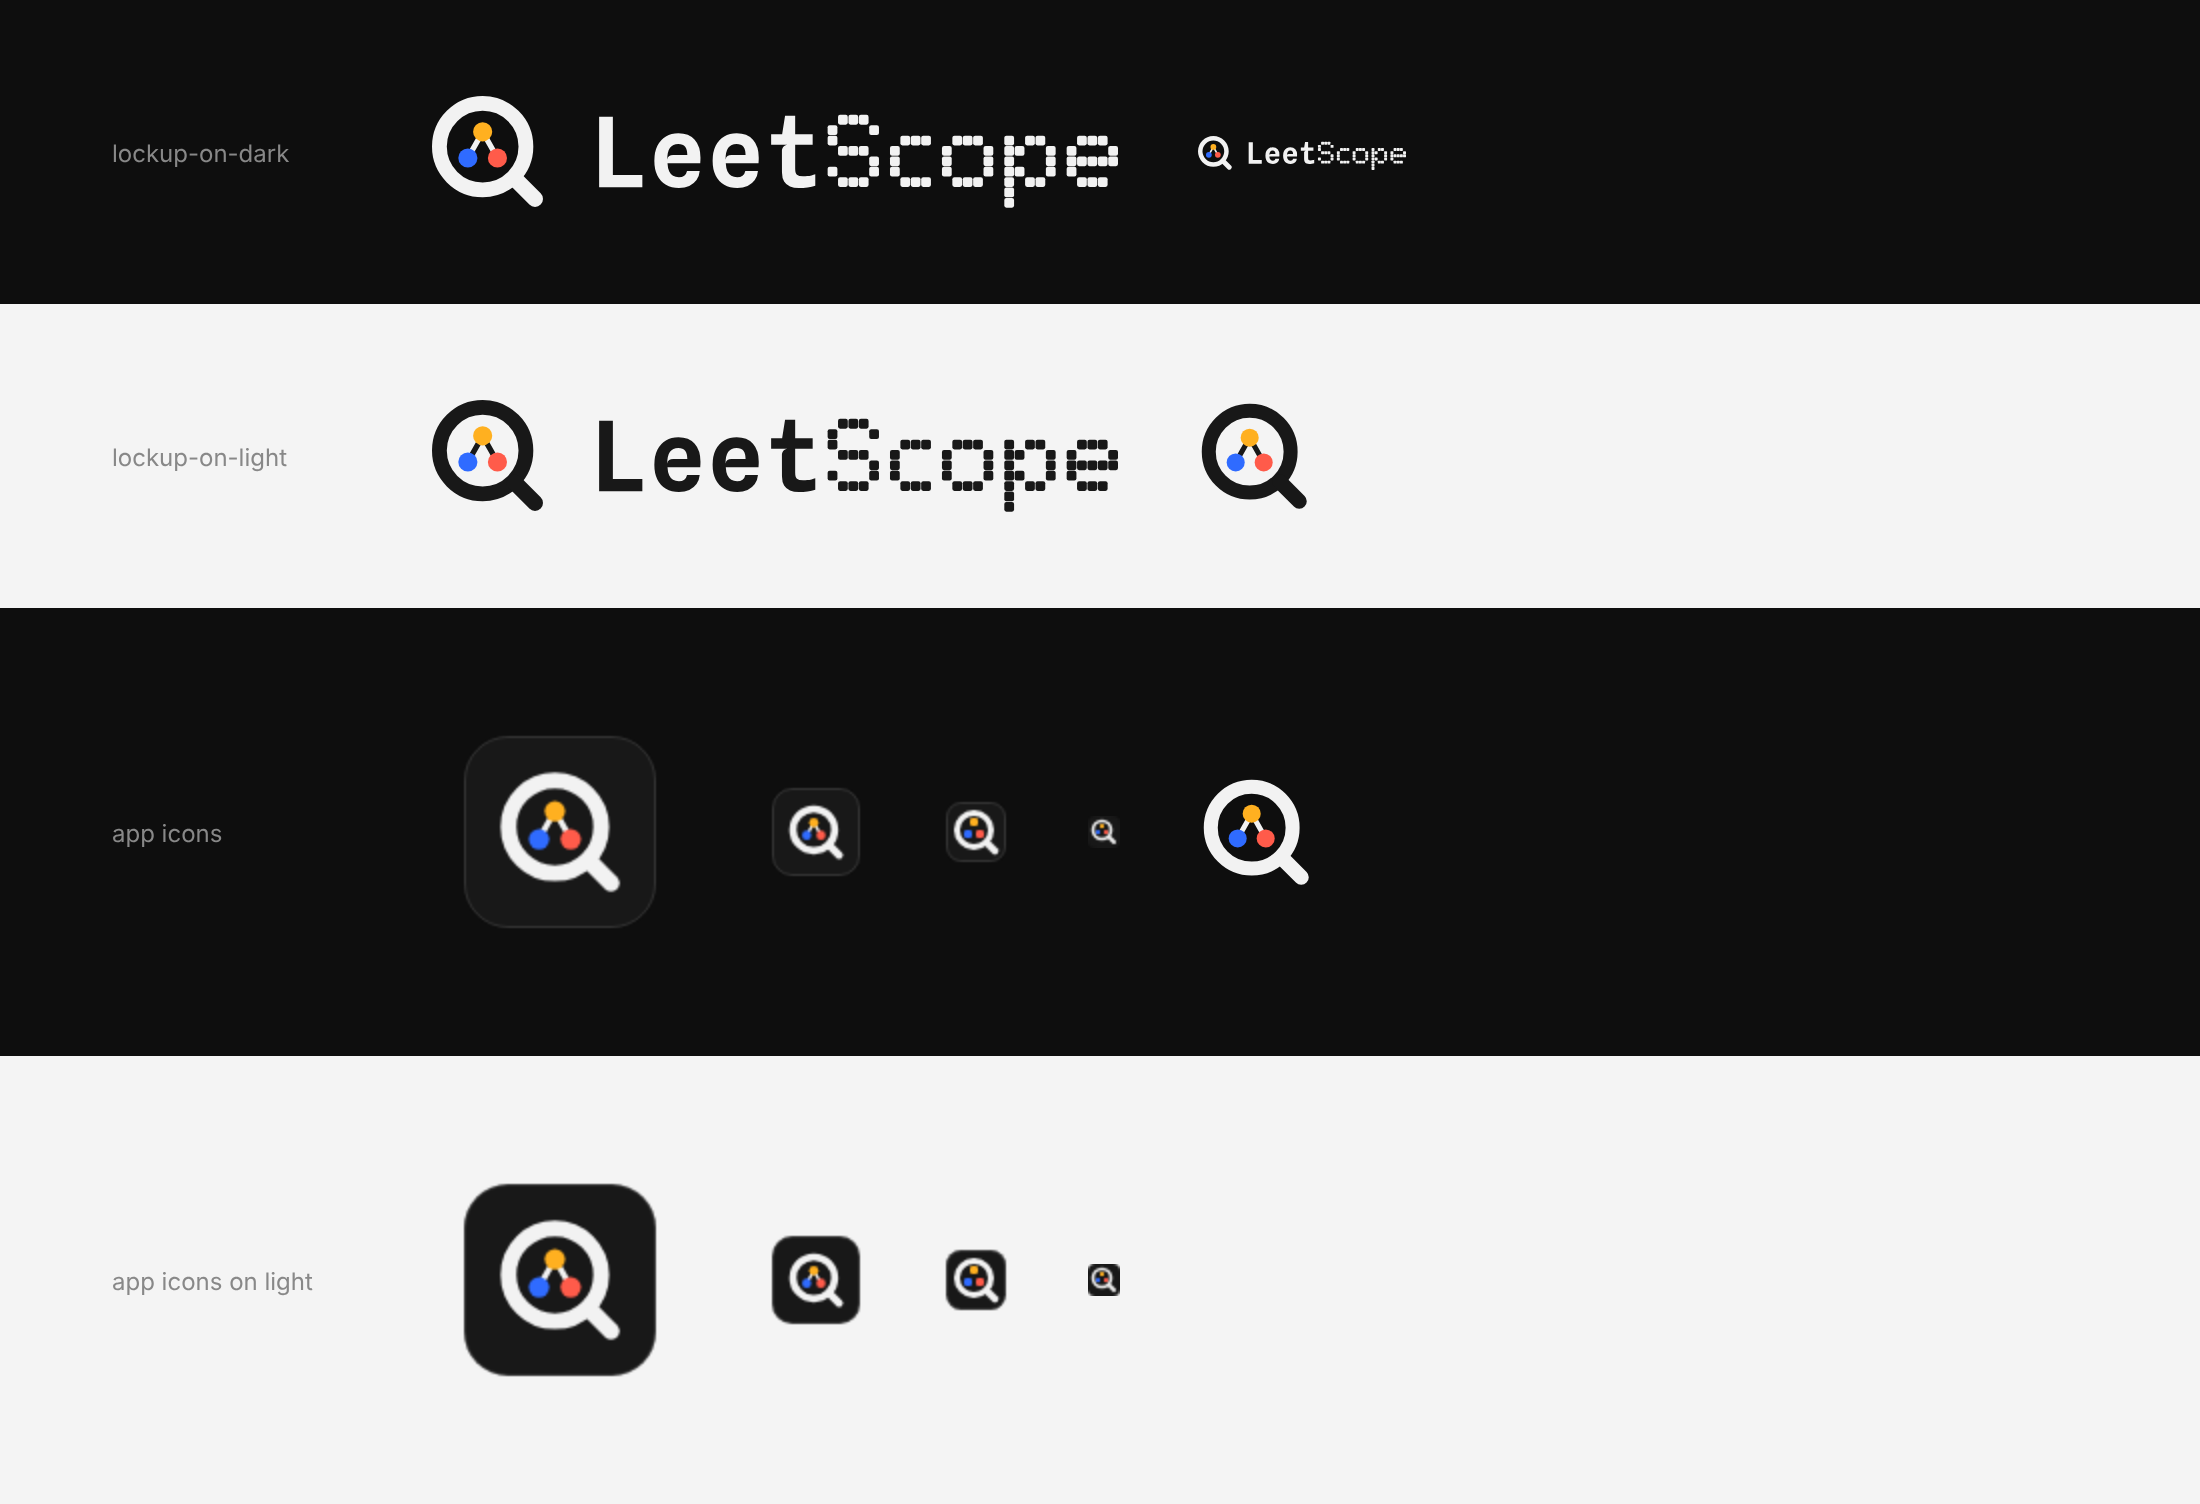 lockup-on-dark
LeetScope
LeetScope
lockup-on-light
LeetScope
app icons
app icons on light